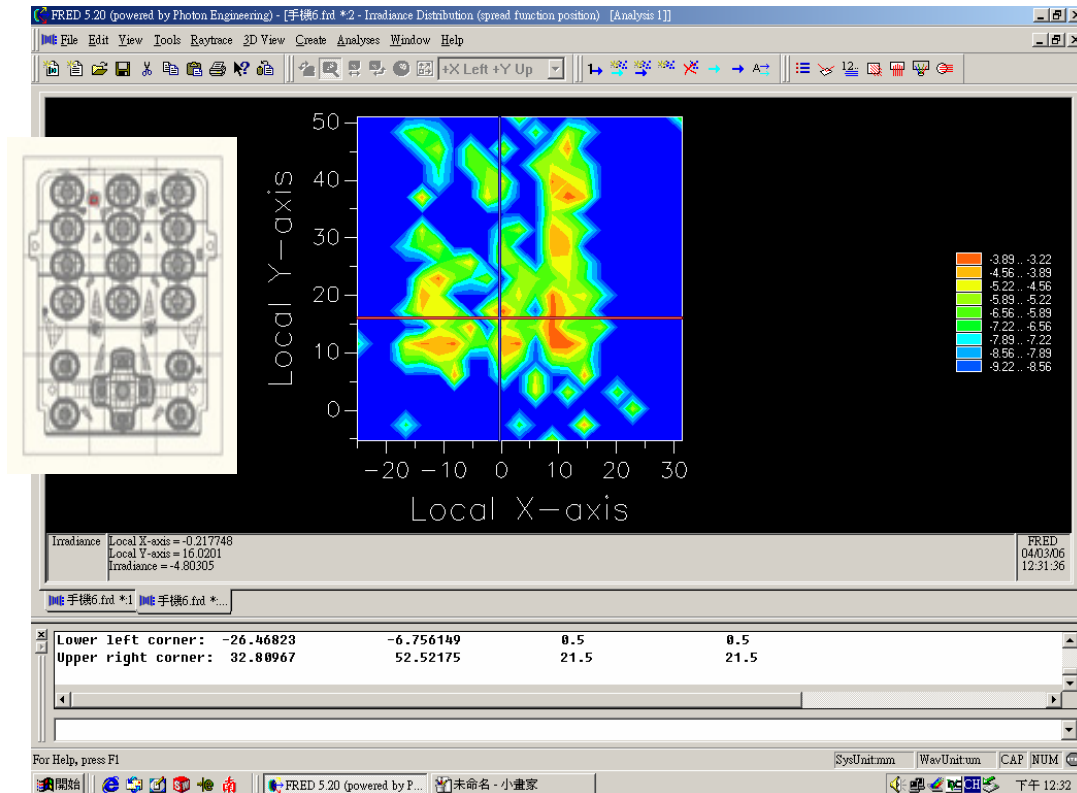 FRED 5.20 (powered by Photon Engineering) - [手機6.frd *:2 - Irradiance Distribution (spread function position)   [Analysis 1]]
File Edit View Tools Raytrace 3D View Create Analyses Window Help
+X Left +Y Up
50
40
30
20
10
0
Local Y-axis
-20 -10 0 10 20 30
Local X-axis
-3.89 .. -3.22
-4.56 .. -3.89
-5.22 .. -4.56
-5.89 .. -5.22
-6.56 .. -5.89
-7.22 .. -6.56
-7.89 .. -7.22
-8.56 .. -7.89
-9.22 .. -8.56
Irradiance
Local X-axis = -0.217748
Local Y-axis = 16.0201
Irradiance = -4.80305
FRED
04/03/06
12:31:36
手機6.frd *:1 手機6.frd *:...
Lower left corner: -26.46823 -6.756149 0.5 0.5
Upper right corner: 32.80967 52.52175 21.5 21.5
For Help, press F1
SysUnit:mm WavUnit:um CAP NUM
開始 FRED 5.20 (powered by P... 未命名 - 小畫家 CH 下午 12:32